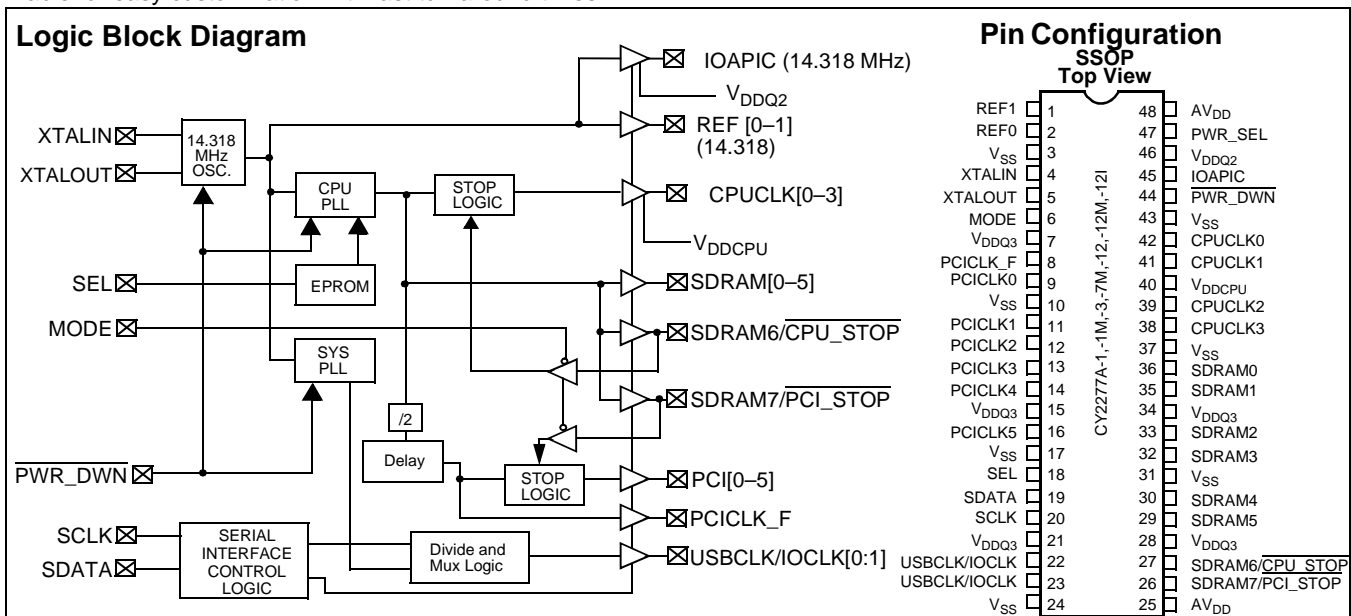 Logic Block Diagram
IOAPIC (14.318 MHz)
VDDQ2
XTALIN
14.318
MHz
OSC.
REF [0–1]
(14.318)
XTALOUT
CPU
PLL
STOP
LOGIC
CPUCLK[0–3]
VDDCPU
SEL
EPROM
SDRAM[0–5]
MODE
SDRAM6/CPU_STOP
SYS
PLL
SDRAM7/PCI_STOP
/2
Delay
PWR_DWN
STOP
LOGIC
PCI[0–5]
PCICLK_F
SCLK
SERIAL
INTERFACE
CONTROL
LOGIC
Divide and
Mux Logic
USBCLK/IOCLK[0:1]
SDATA
Pin Configuration
SSOP
Top View
REF1 1 48 AVDD
REF0 2 47 PWR_SEL
VSS 3 46 VDDQ2
XTALIN 4 45 IOAPIC
XTALOUT 5 44 PWR_DWN
MODE 6 43 VSS
VDDQ3 7 42 CPUCLK0
PCICLK_F 8 41 CPUCLK1
PCICLK0 9 40 VDDCPU
VSS 10 39 CPUCLK2
PCICLK1 11 38 CPUCLK3
PCICLK2 12 37 VSS
PCICLK3 13 36 SDRAM0
PCICLK4 14 35 SDRAM1
VDDQ3 15 34 VDDQ3
PCICLK5 16 33 SDRAM2
VSS 17 32 SDRAM3
SEL 18 31 VSS
SDATA 19 30 SDRAM4
SCLK 20 29 SDRAM5
VDDQ3 21 28 VDDQ3
USBCLK/IOCLK 22 27 SDRAM6/CPU_STOP
USBCLK/IOCLK 23 26 SDRAM7/PCI_STOP
VSS 24 25 AVDD
CY2277A-1,-1M,-3,-7M,-12,-12M,-12I